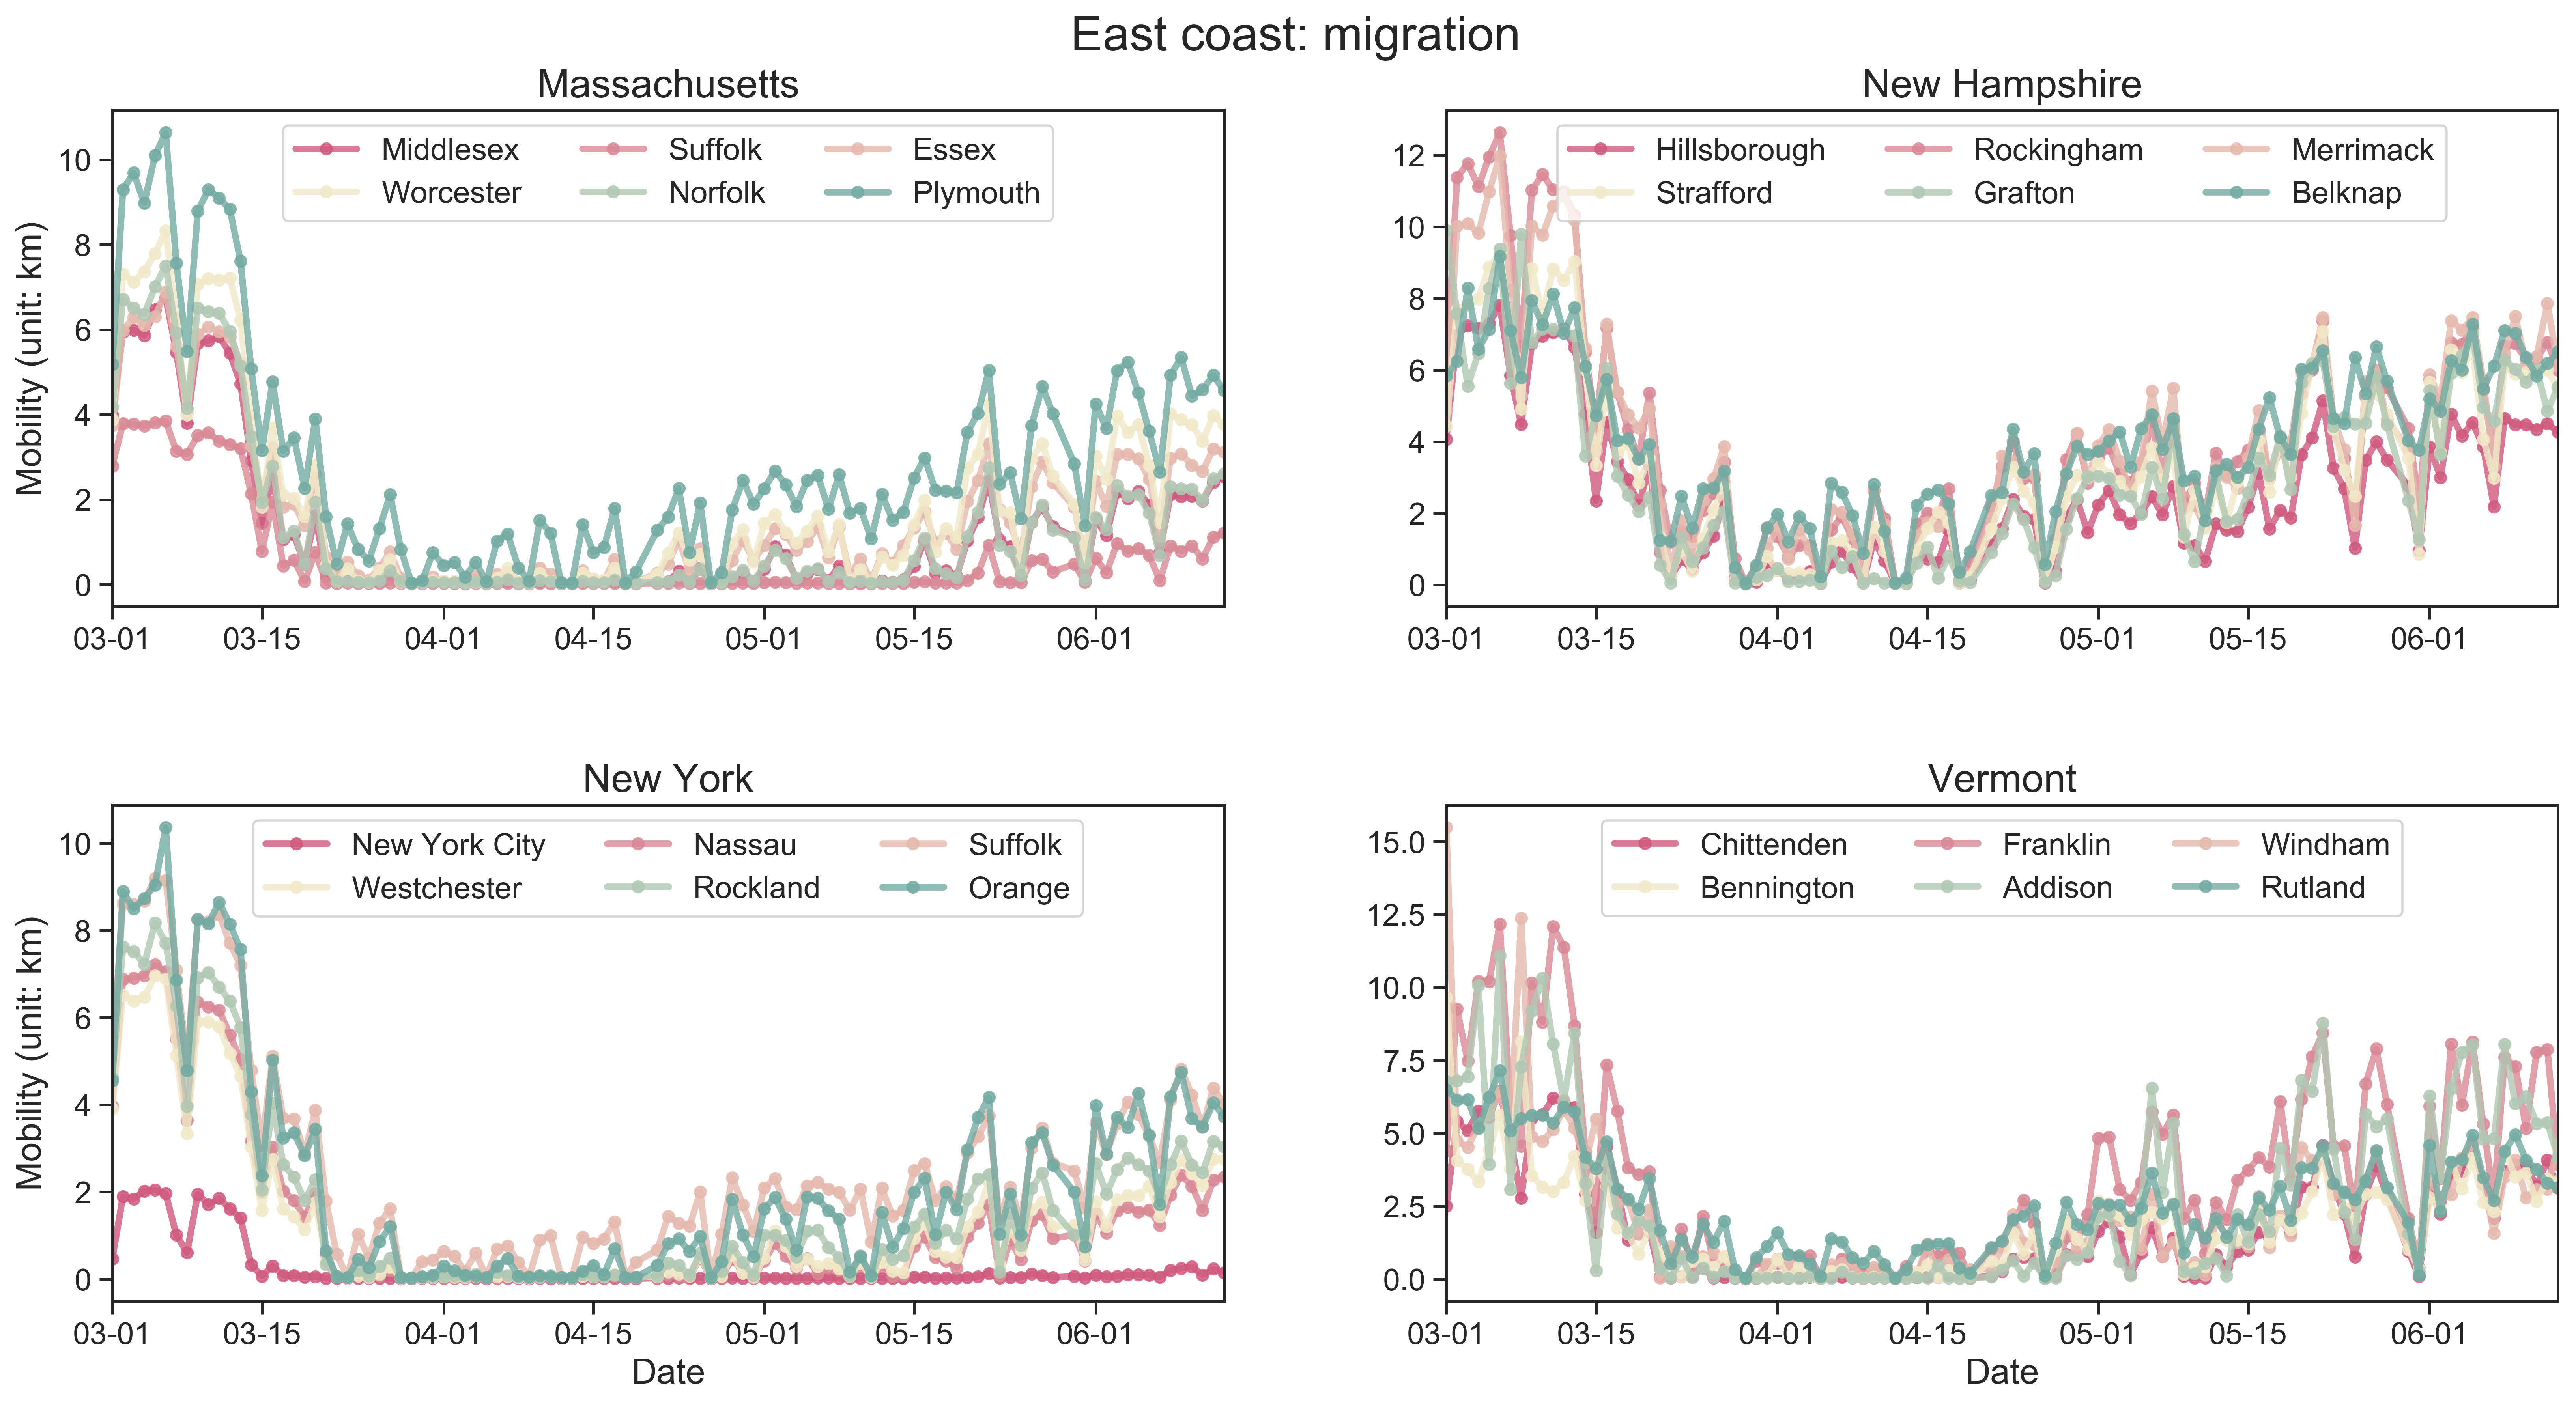 East coast: migration
Massachusetts
Mobility (unit: km)
10
8
6
4
2
0
Middlesex Suffolk Essex
Worcester Norfolk Plymouth
03-01 03-15 04-01 04-15 05-01 05-15 06-01
New Hampshire
12
10
8
6
4
2
0
Hillsborough Rockingham Merrimack
Strafford Grafton Belknap
03-01 03-15 04-01 04-15 05-01 05-15 06-01
New York
Mobility (unit: km)
10
8
6
4
2
0
New York City Nassau Suffolk
Westchester Rockland Orange
03-01 03-15 04-01 04-15 05-01 05-15 06-01
Date
Vermont
15.0
12.5
10.0
7.5
5.0
2.5
0.0
Chittenden Franklin Windham
Bennington Addison Rutland
03-01 03-15 04-01 04-15 05-01 05-15 06-01
Date